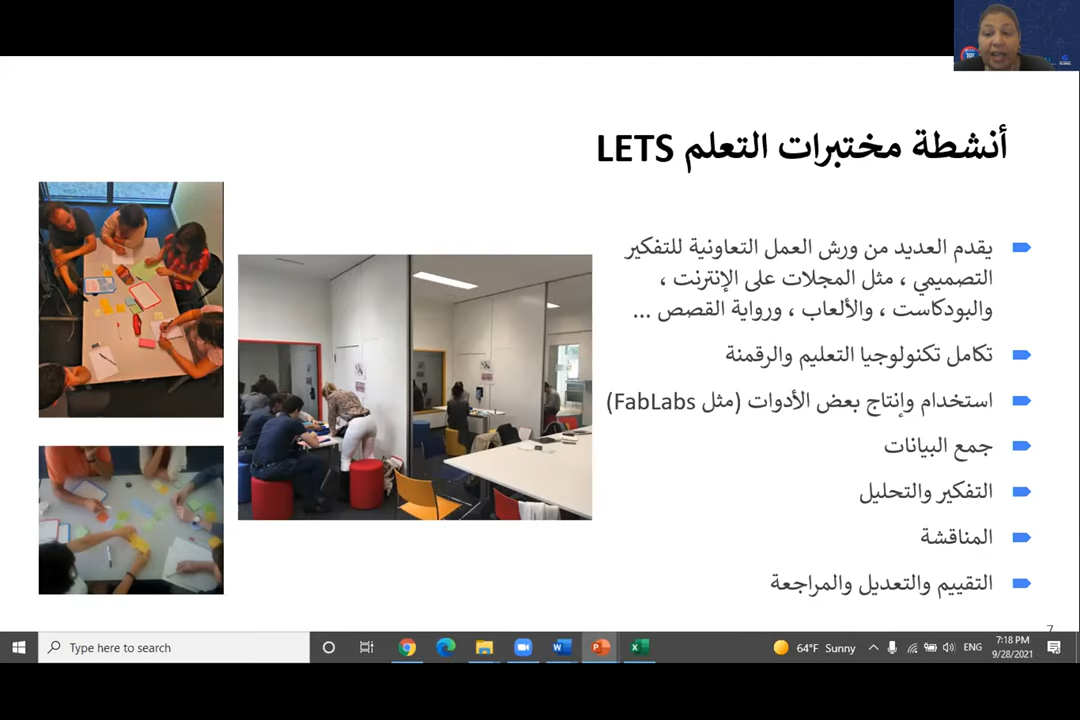 أنشطة مختبرات التعلم LETS
يقدم العديد من ورش العمل التعاونية للتفكير
التصميمي ، مثل المجلات على الإنترنت ،
والبودكاست ، والألعاب ، ورواية القصص ...
تكامل تكنولوجيا التعليم والرقمنة
استخدام وإنتاج بعض الأدوات (مثل FabLabs)
جمع البيانات
التفكير والتحليل
المناقشة
التقييم والتعديل والمراجعة
7
Type here to search
64°F Sunny
ENG
7:18 PM
9/28/2021